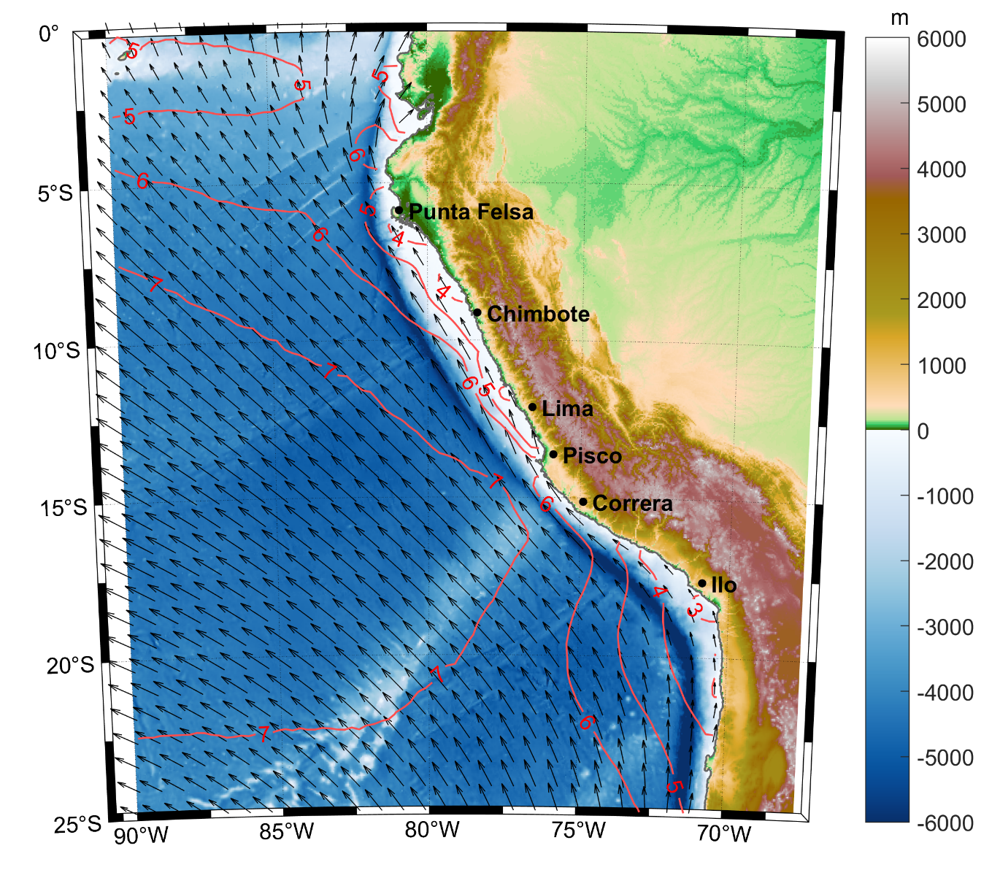 m
0°
5°S
10°S
15°S
20°S
25°S
90°W
85°W
80°W
75°W
70°W
6000
5000
4000
3000
2000
1000
0
-1000
-2000
-3000
-4000
-5000
-6000
5
5
5
5
6
6
5
4
6
7
4
7
6
5
7
6
4
3
7
7
6
5
Punta Felsa
Chimbote
Lima
Pisco
Correra
Ilo